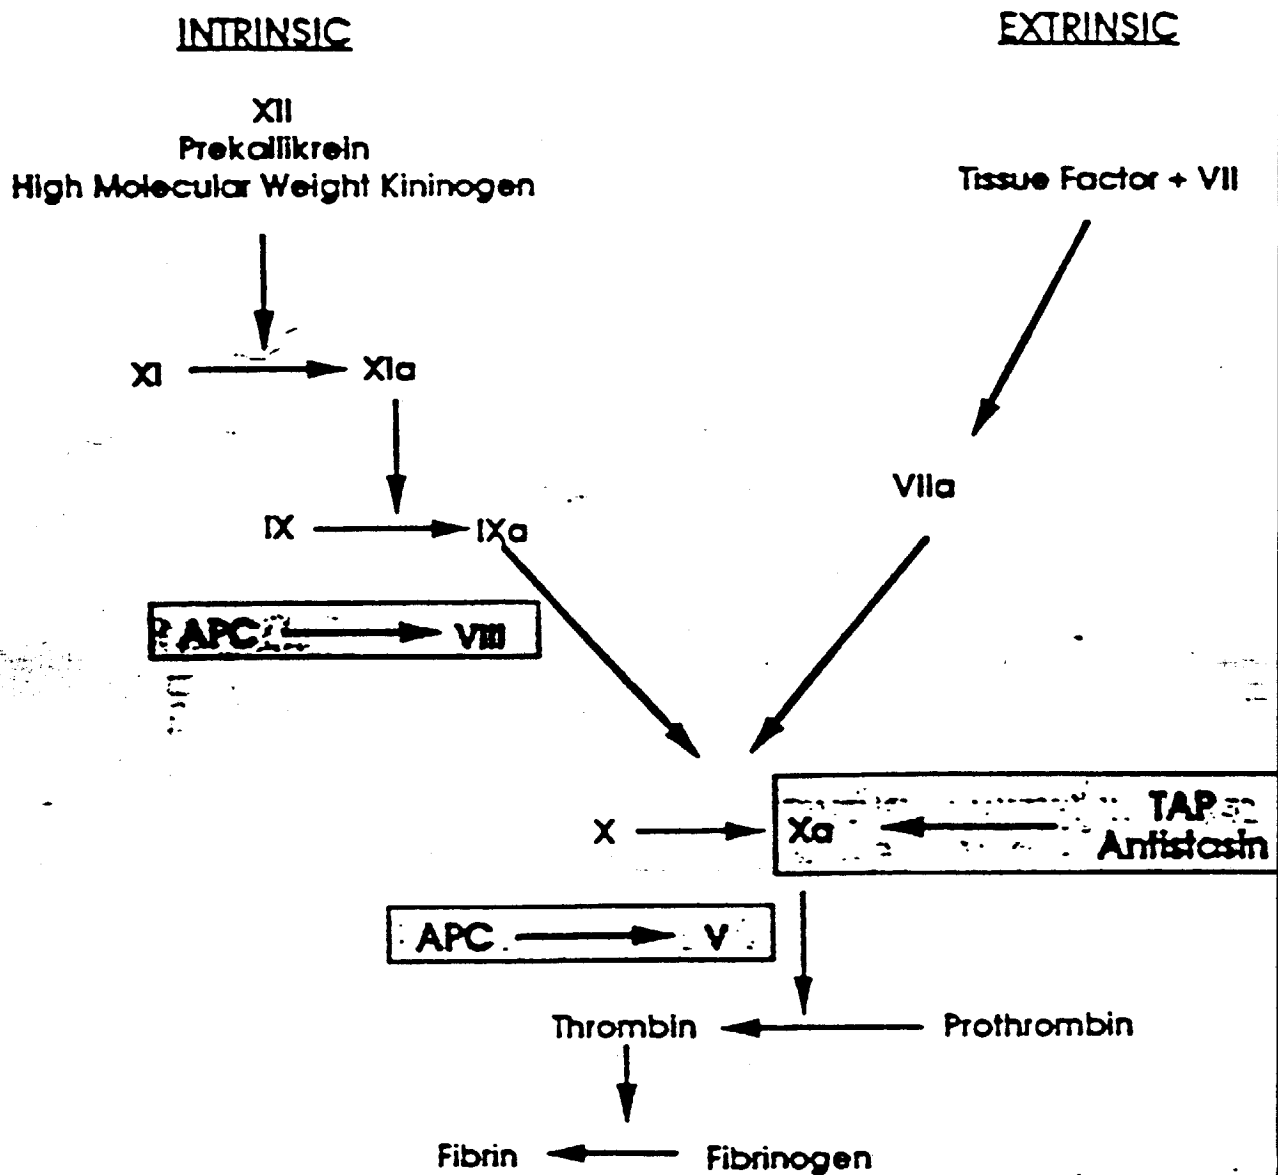 INTRINSIC
EXTRINSIC
XII
Prekallikrein
High Molecular Weight Kininogen
Tissue Factor + VII
XI
XIa
VIIa
IX
IXa
APC
VIII
TAP
X
Xa
Antistasin
APC
V
Thrombin
Prothrombin
Fibrin
Fibrinogen